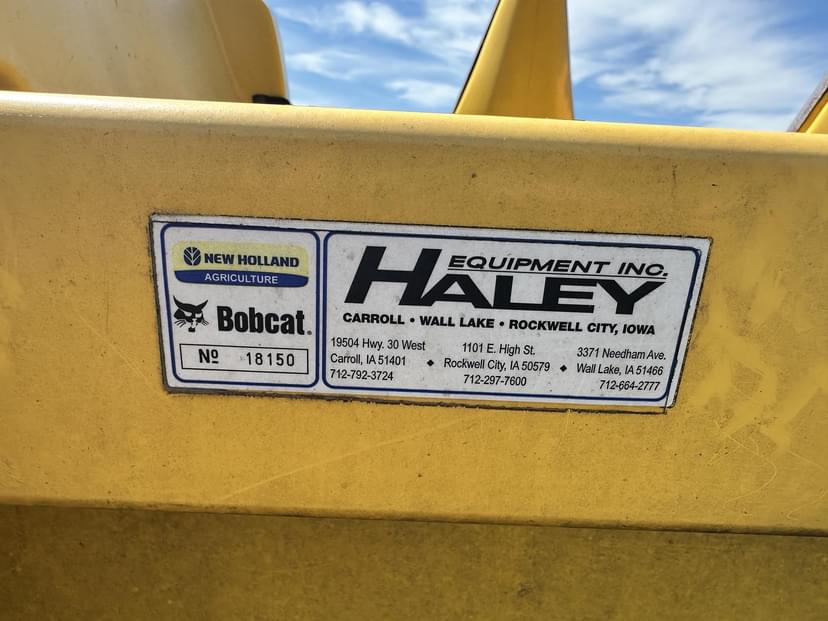 NEW HOLLAND
AGRICULTURE
Bobcat®
Nº 18150
HALEY EQUIPMENT INC.
CARROLL • WALL LAKE • ROCKWELL CITY, IOWA
19504 Hwy. 30 West
Carroll, IA 51401
712-792-3724
◆
1101 E. High St.
Rockwell City, IA 50579
712-297-7600
◆
3371 Needham Ave.
Wall Lake, IA 51466
712-664-2777